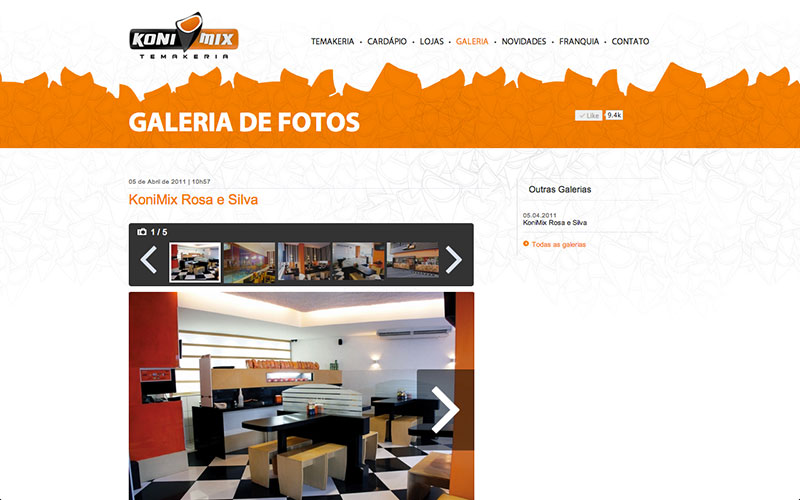 KONI MIX
TEMAKERIA
TEMAKERIA • CARDÁPIO • LOJAS • GALERIA • NOVIDADES • FRANQUIA • CONTATO
GALERIA DE FOTOS
Like 9.4k
05 de Abril de 2011 | 10h57
KoniMix Rosa e Silva
1 / 5
Outras Galerias
05.04.2011
KoniMix Rosa e Silva
Todas as galerias